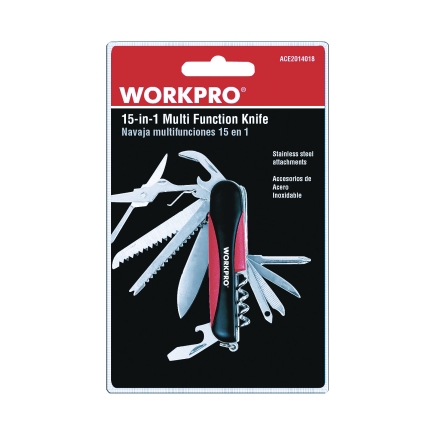 ACE2014018
WORKPRO®
15-in-1 Multi Function Knife
Navaja multifunciones 15 en 1
Stainless steel
attachments
Accesorios de
Acero
Inoxidable
WORKPRO®